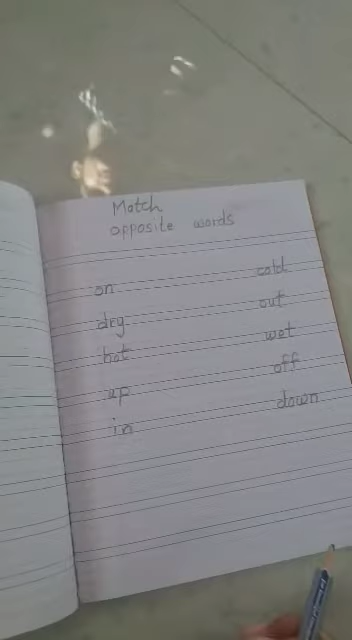 Match
opposite words
on cold
dry out
hot wet
up off
in down